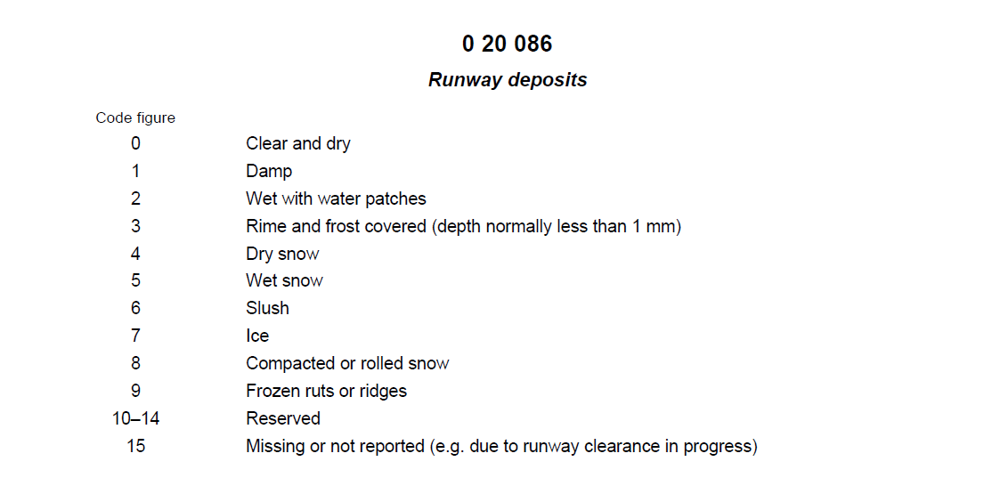 0 20 086
Runway deposits
Code figure
0 Clear and dry
1 Damp
2 Wet with water patches
3 Rime and frost covered (depth normally less than 1 mm)
4 Dry snow
5 Wet snow
6 Slush
7 Ice
8 Compacted or rolled snow
9 Frozen ruts or ridges
10–14 Reserved
15 Missing or not reported (e.g. due to runway clearance in progress)